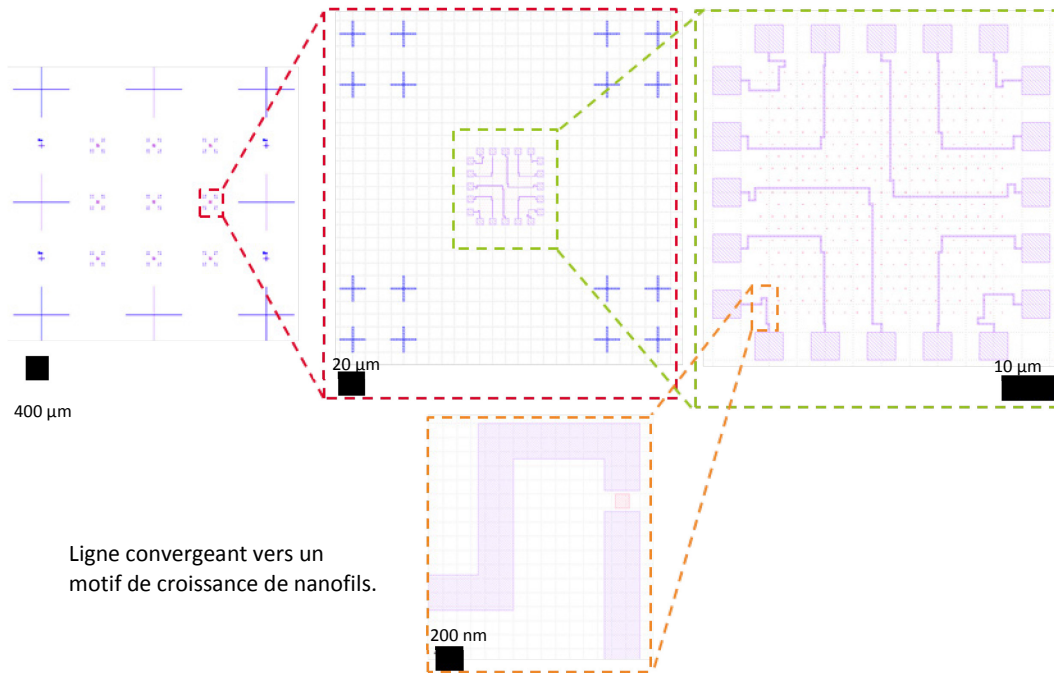 400 µm
20 µm
10 µm
200 nm
Ligne convergeant vers un
motif de croissance de nanofils.